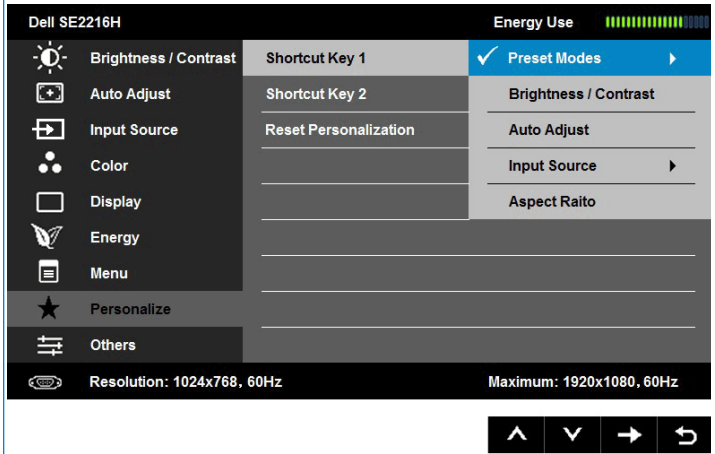 Dell SE2216H Energy Use
Brightness / Contrast Shortcut Key 1 Preset Modes
Auto Adjust Shortcut Key 2 Brightness / Contrast
Input Source Reset Personalization Auto Adjust
Color Input Source
Display Aspect Raito
Energy
Menu
Personalize
Others
Resolution: 1024x768, 60Hz Maximum: 1920x1080, 60Hz